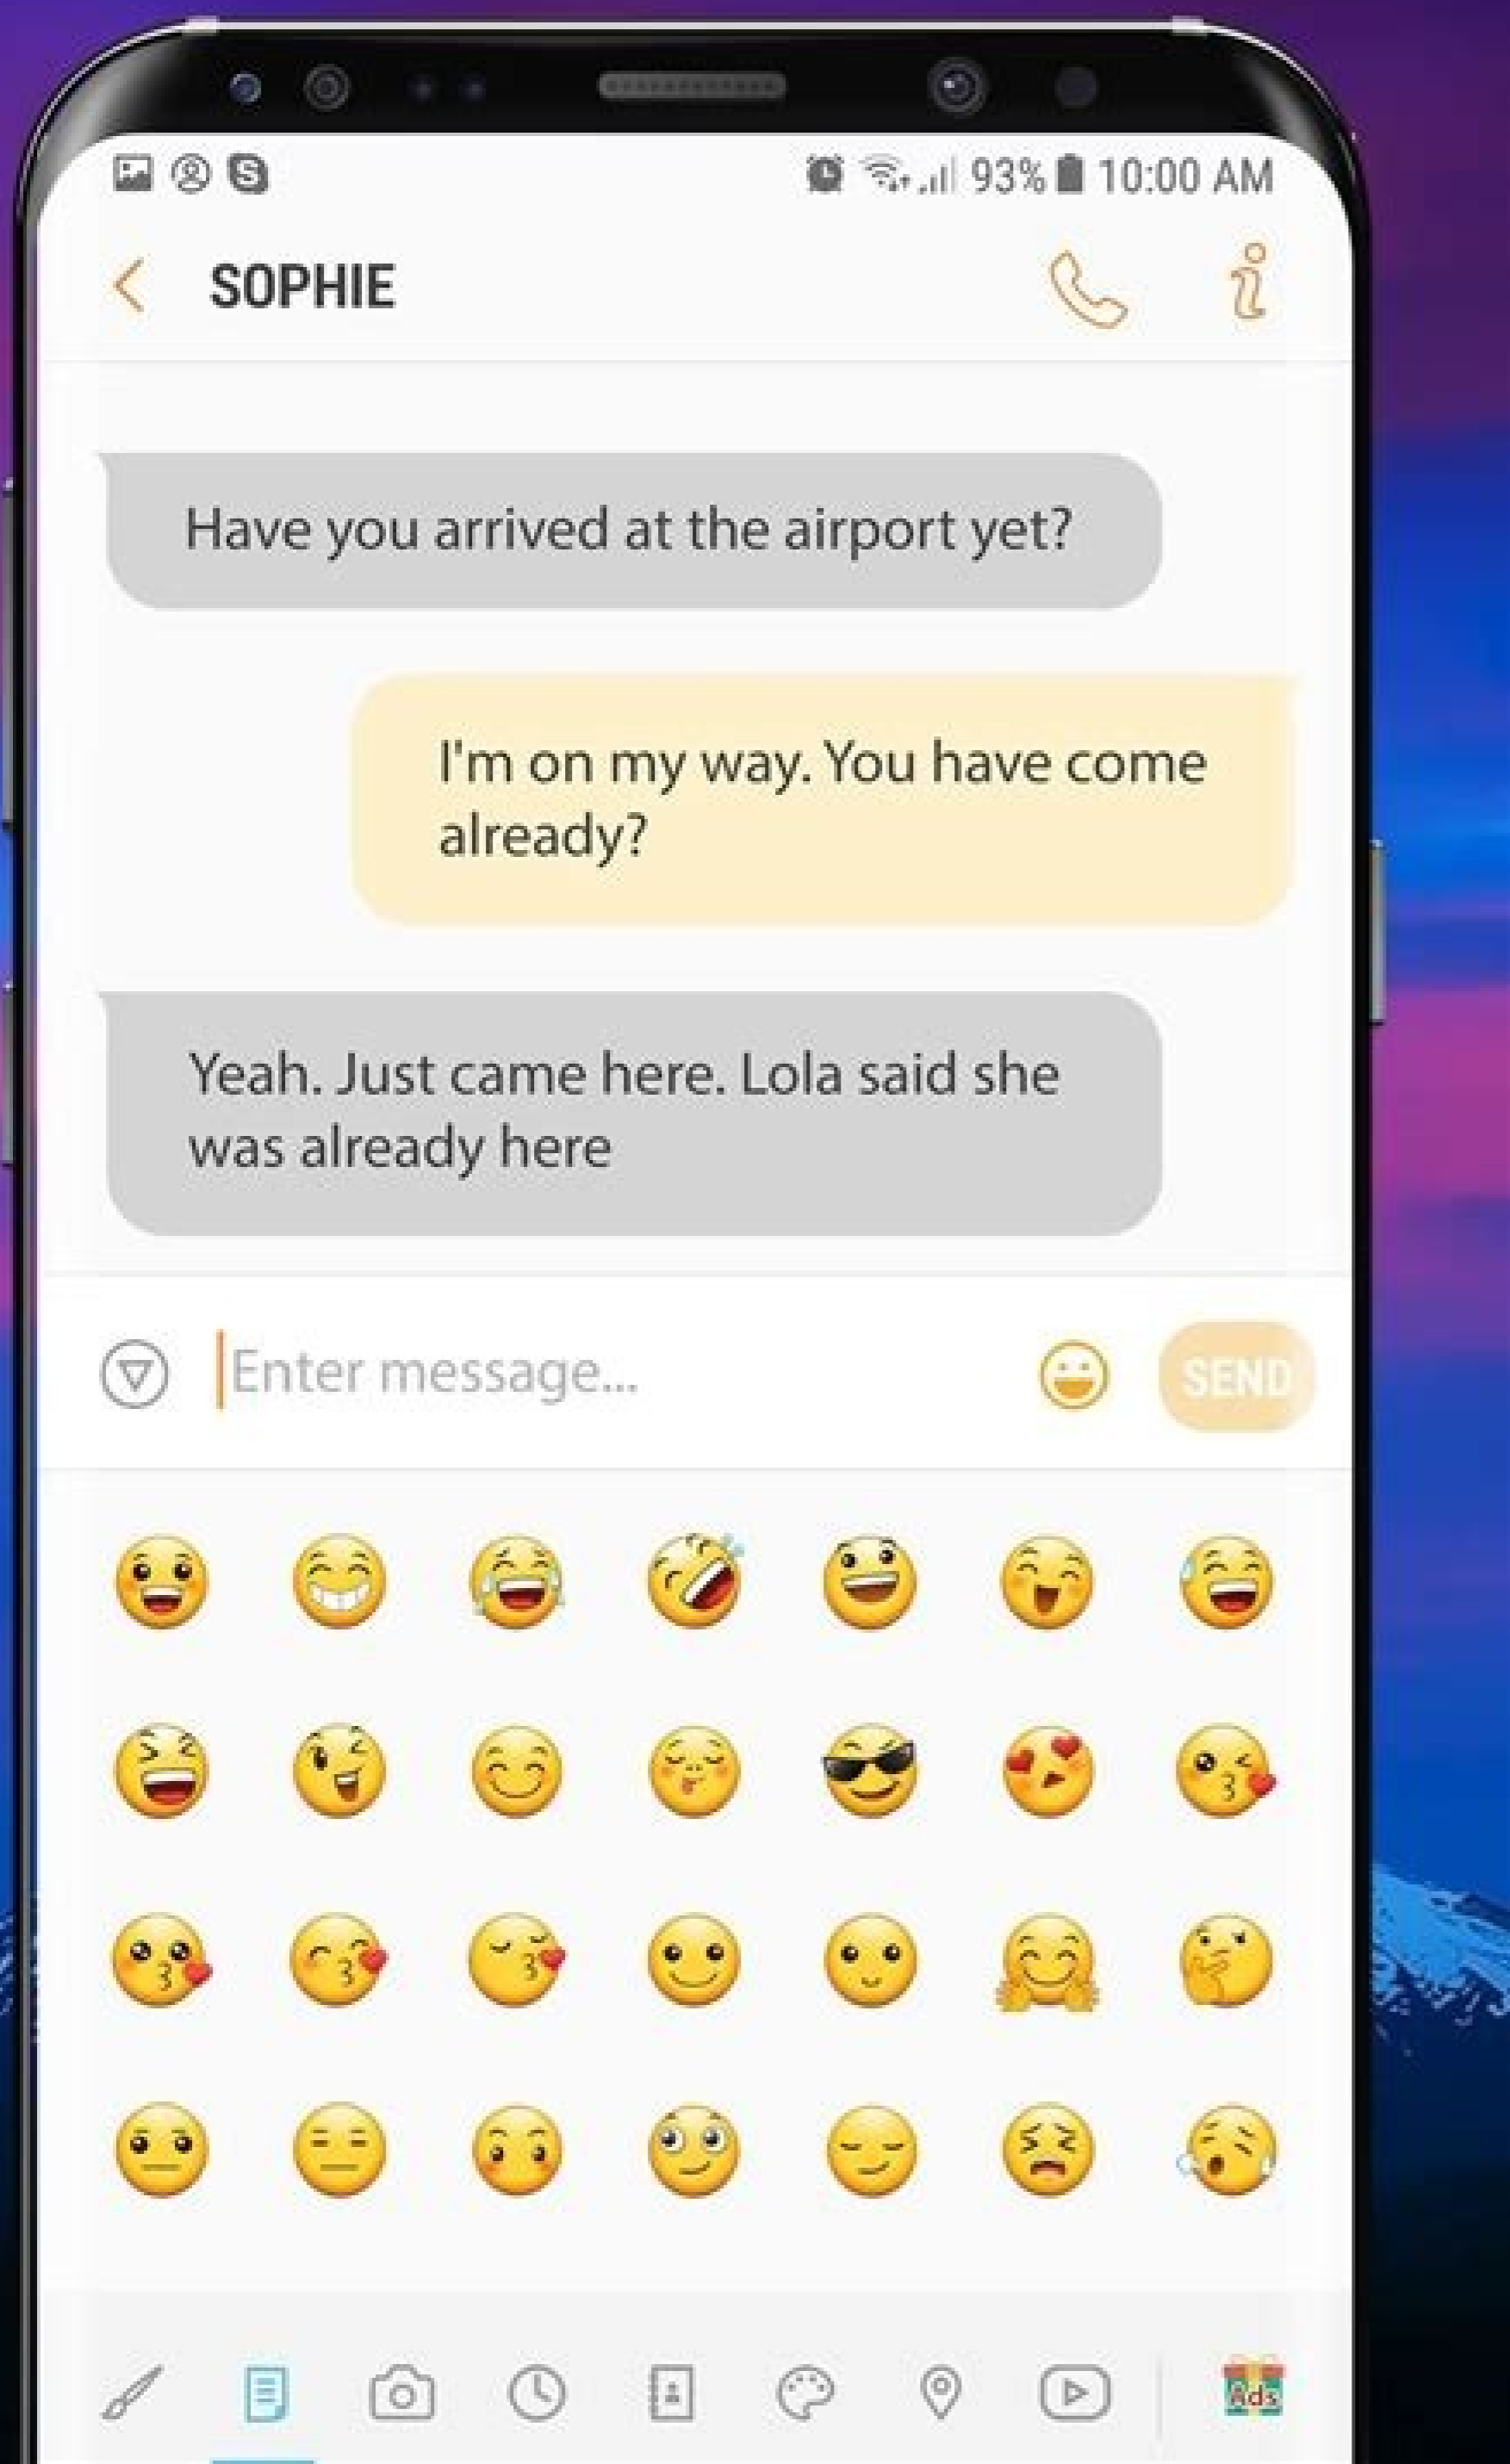 93% 10:00 AM
SOPHIE
Have you arrived at the airport yet?
I'm on my way. You have come
already?
Yeah. Just came here. Lola said she
was already here
Enter message...
SEND
Ads